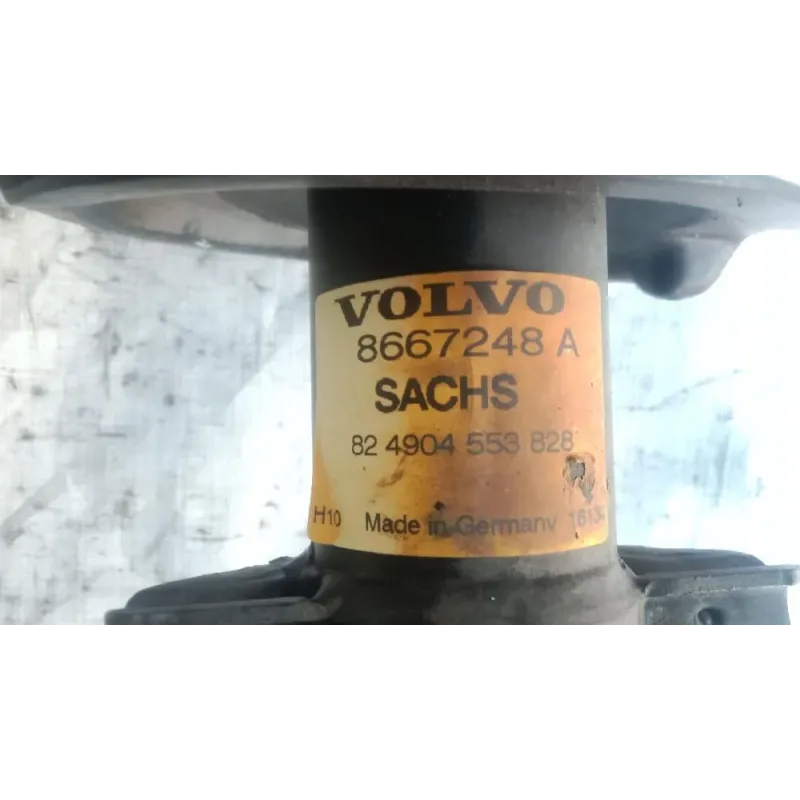 VOLVO
8667248 A
SACHS
82 4904 553 828
H10 Made in Germany